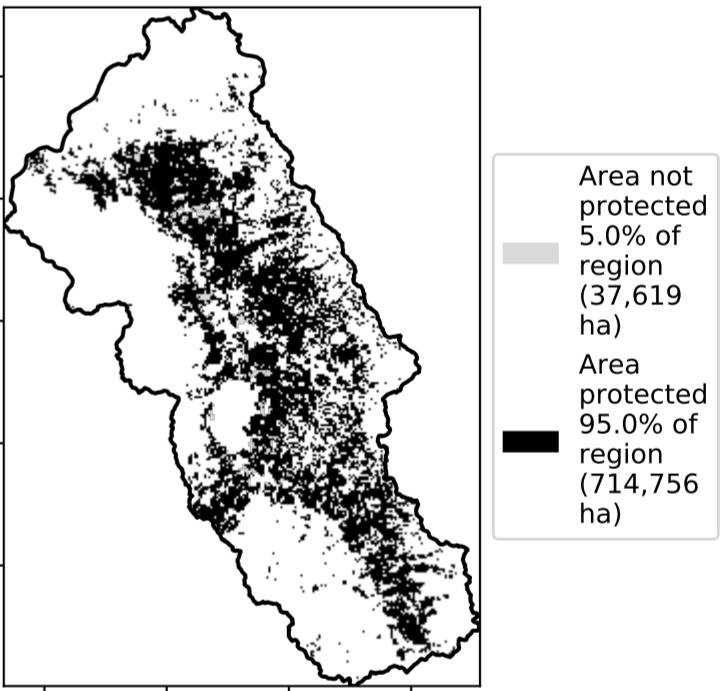 Area not
protected
5.0% of
region
(37,619
ha)
Area
protected
95.0% of
region
(714,756
ha)